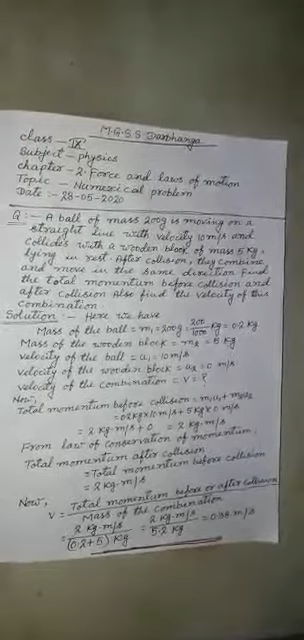 M.G.S.S Darbhanga
class - IX
Subject - physics
chapter - 2. Force and laws of motion
Topic - Numerical problem
Date :- 28-05-2020
Q:- A ball of mass 200g is moving on a
straight line with velocity 10 m/s and
collides with a wooden block of mass 5 Kg
lying in rest. After collision, they combine
and move in the same direction Find
the total momentum before collision and
after collision Also find the velocity of this
combination.
Solution :- Here we have
Mass of the ball = m₁ = 200g = 200/1000 Kg = 0.2 Kg
Mass of the wooden block = m₂ = 5 Kg
velocity of the ball = u₁ = 10 m/s
velocity of the wooden block = u₂ = 0 m/s
velocity of the combination = v = ?
Now,
Total momentum before collision = m₁u₁ + m₂u₂
= 0.2 Kg x 10 m/s + 5 Kg x 0 m/s
= 2 Kg-m/s + 0 = 2 Kg-m/s
From law of conservation of momentum,
Total momentum after collision
= Total momentum before collision
= 2 Kg-m/s
Now,
v = Total momentum before or after collision
Mass of the combination
= 2 Kg-m/s / (0.2+5) Kg = 2 Kg-m/s / 5.2 Kg = 0.38 m/s